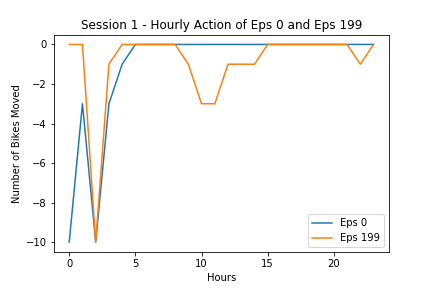 Session 1 - Hourly Action of Eps 0 and Eps 199
Number of Bikes Moved
0
−2
−4
−6
−8
−10
0 5 10 15 20
Hours
Eps 0
Eps 199